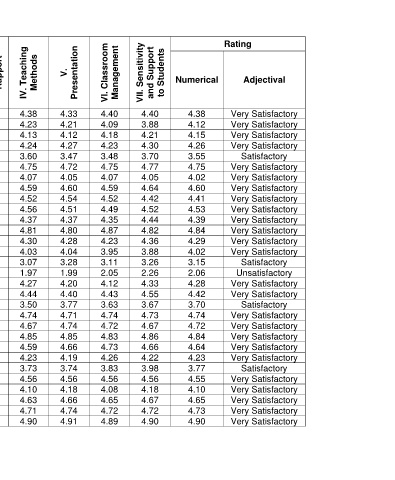 Rapport
IV. Teaching
Methods
V.
Presentation
VI. Classroom
Management
VII. Sensitivity
and Support
to Students
Rating
Numerical
Adjectival
4.38 4.33 4.40 4.40 4.38 Very Satisfactory
4.23 4.21 4.09 3.88 4.12 Very Satisfactory
4.13 4.12 4.18 4.21 4.15 Very Satisfactory
4.24 4.27 4.23 4.30 4.26 Very Satisfactory
3.60 3.47 3.48 3.70 3.55 Satisfactory
4.75 4.72 4.75 4.77 4.75 Very Satisfactory
4.07 4.05 4.07 4.05 4.02 Very Satisfactory
4.59 4.60 4.59 4.64 4.60 Very Satisfactory
4.52 4.54 4.52 4.42 4.41 Very Satisfactory
4.56 4.51 4.49 4.52 4.53 Very Satisfactory
4.37 4.37 4.35 4.44 4.39 Very Satisfactory
4.81 4.80 4.87 4.82 4.84 Very Satisfactory
4.30 4.28 4.23 4.36 4.29 Very Satisfactory
4.03 4.04 3.95 3.88 4.02 Very Satisfactory
3.07 3.28 3.11 3.26 3.15 Satisfactory
1.97 1.99 2.05 2.26 2.06 Unsatisfactory
4.27 4.20 4.12 4.33 4.28 Very Satisfactory
4.44 4.40 4.43 4.55 4.42 Very Satisfactory
3.50 3.77 3.63 3.67 3.70 Satisfactory
4.74 4.71 4.74 4.73 4.74 Very Satisfactory
4.67 4.74 4.72 4.67 4.72 Very Satisfactory
4.85 4.85 4.83 4.86 4.84 Very Satisfactory
4.59 4.66 4.73 4.66 4.64 Very Satisfactory
4.23 4.19 4.26 4.22 4.23 Very Satisfactory
3.73 3.74 3.83 3.98 3.77 Satisfactory
4.56 4.56 4.56 4.56 4.55 Very Satisfactory
4.10 4.18 4.08 4.18 4.10 Very Satisfactory
4.63 4.66 4.65 4.67 4.65 Very Satisfactory
4.71 4.74 4.72 4.72 4.73 Very Satisfactory
4.90 4.91 4.89 4.90 4.90 Very Satisfactory